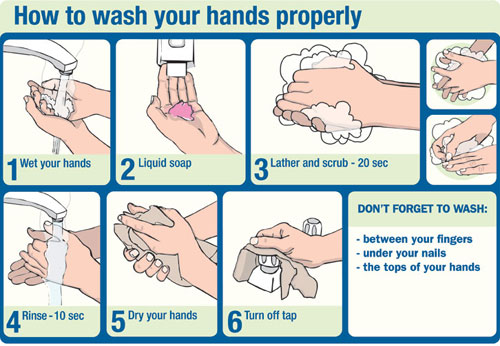 How to wash your hands properly
1 Wet your hands
2 Liquid soap
3 Lather and scrub - 20 sec
4 Rinse - 10 sec
5 Dry your hands
6 Turn off tap
DON'T FORGET TO WASH:
- between your fingers
- under your nails
- the tops of your hands